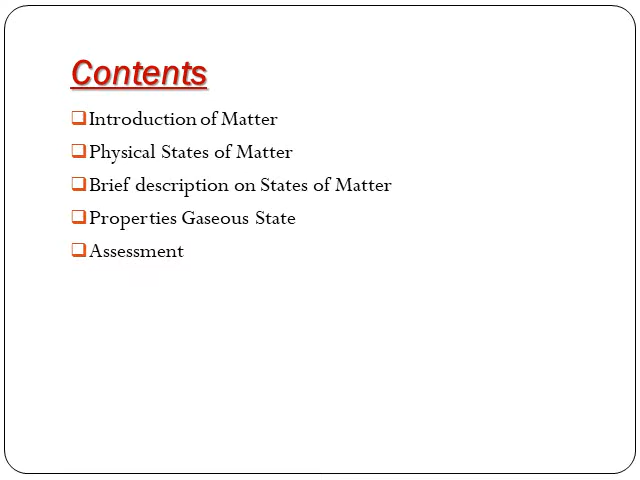 Contents
Introduction of Matter
Physical States of Matter
Brief description on States of Matter
Properties Gaseous State
Assessment